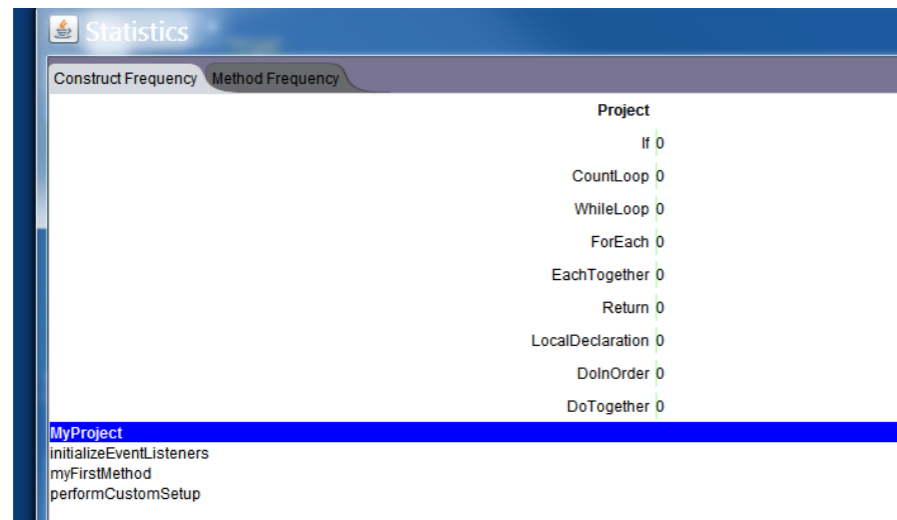 Statistics
Construct Frequency Method Frequency
Project
If 0
CountLoop 0
WhileLoop 0
ForEach 0
EachTogether 0
Return 0
LocalDeclaration 0
DoInOrder 0
DoTogether 0
MyProject
initializeEventListeners
myFirstMethod
performCustomSetup